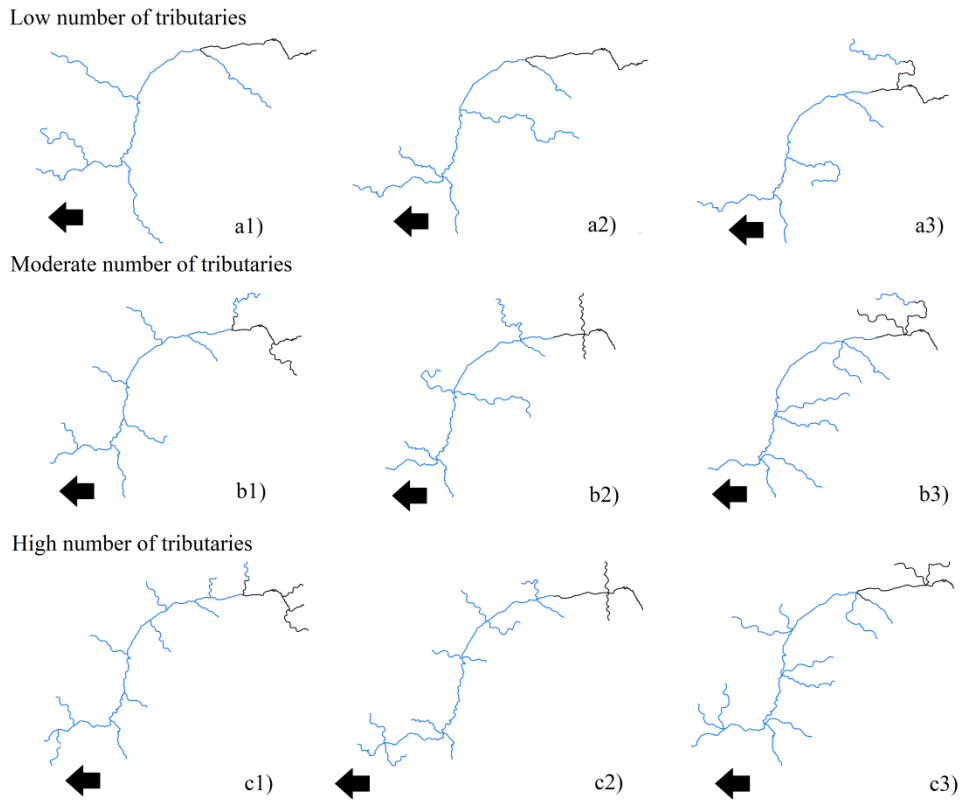 Low number of tributaries
a1)
a2)
a3)
Moderate number of tributaries
b1)
b2)
b3)
High number of tributaries
c1)
c2)
c3)